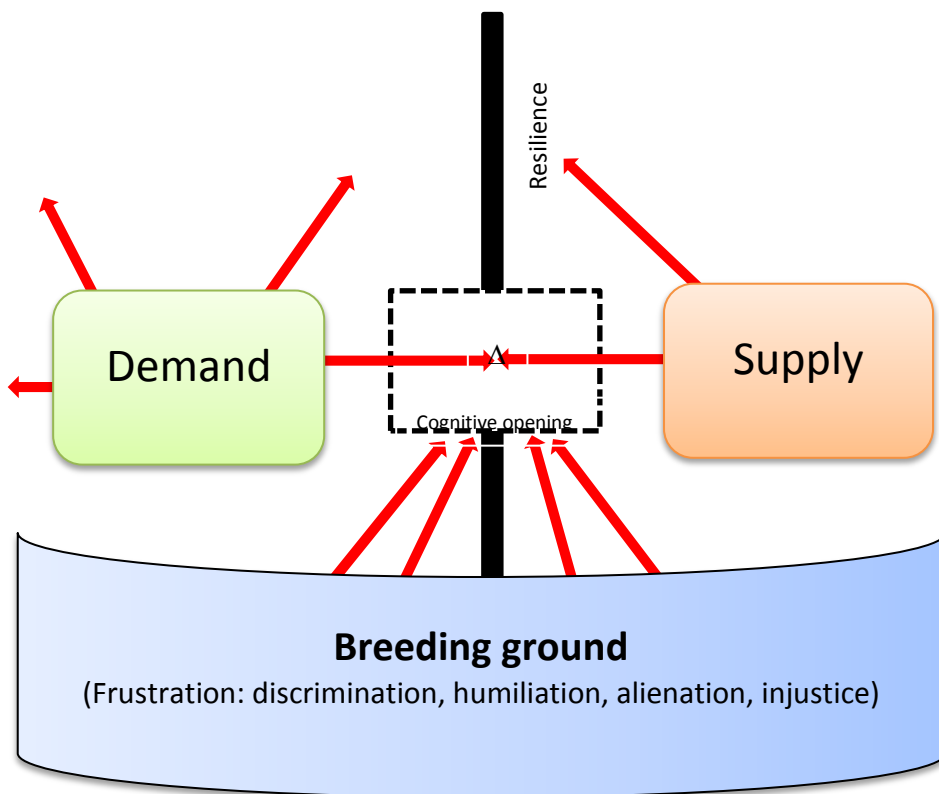 Resilience
Demand
Δ
Supply
Cognitive opening
Breeding ground
(Frustration: discrimination, humiliation, alienation, injustice)